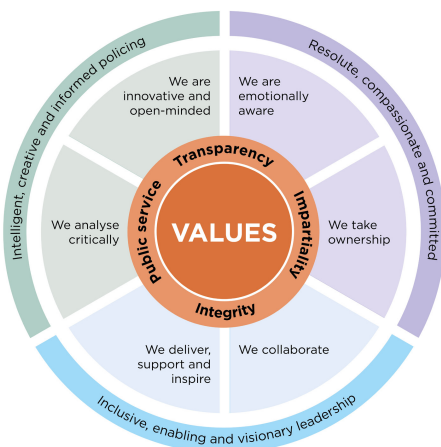 Intelligent, creative and informed policing
Resolute, compassionate and committed
We are
innovative and
open-minded
We are
emotionally
aware
Transparency
Public service
Impartiality
Integrity
VALUES
We analyse
critically
We take
ownership
We deliver,
support and
inspire
We collaborate
Inclusive, enabling and visionary leadership